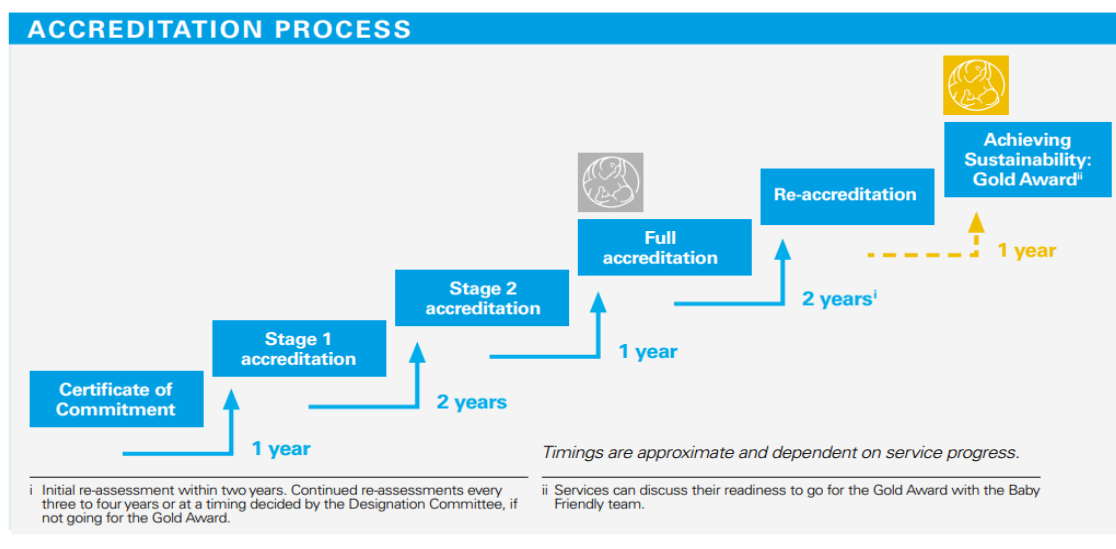 ACCREDITATION PROCESS
Achieving
Sustainability:
Gold Awardⁱⁱ
Re-accreditation
Full
accreditation
1 year
Stage 2
accreditation
2 yearsⁱ
Stage 1
accreditation
1 year
Certificate of
Commitment
2 years
1 year
Timings are approximate and dependent on service progress.
i Initial re-assessment within two years. Continued re-assessments every
three to four years or at a timing decided by the Designation Committee, if
not going for the Gold Award.
ii Services can discuss their readiness to go for the Gold Award with the Baby
Friendly team.